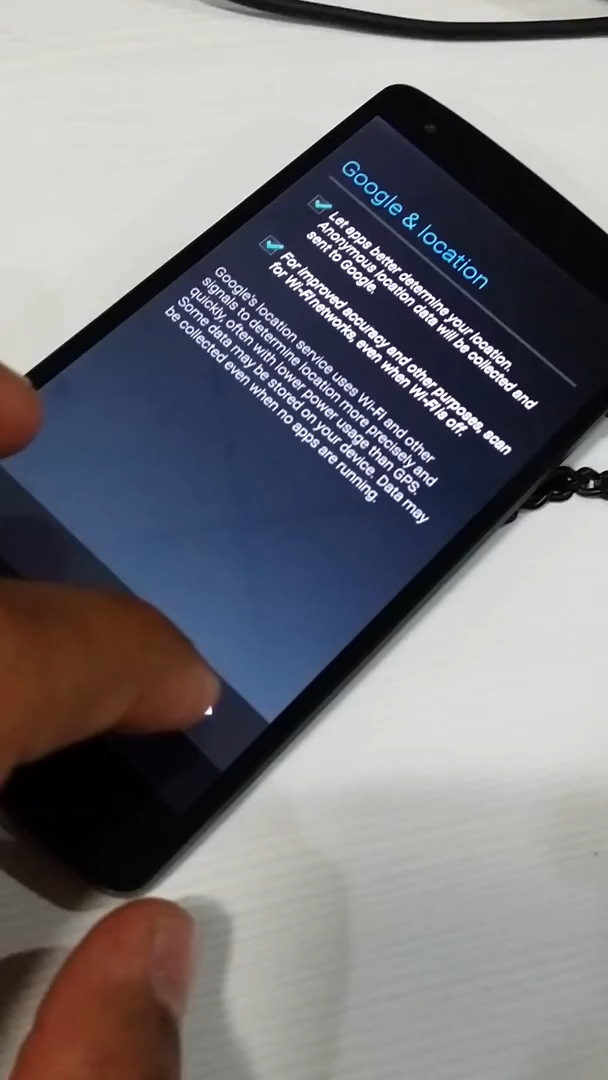 Google & location
Let apps better determine your location.
Anonymous location data will be collected and
sent to Google.
For improved accuracy and other purposes, scan
for Wi-Fi networks, even when Wi-Fi is off.
Google's location service uses Wi-Fi and other
signals to determine location more precisely and
quickly, often with lower power usage than GPS.
Some data may be stored on your device. Data may
be collected even when no apps are running.